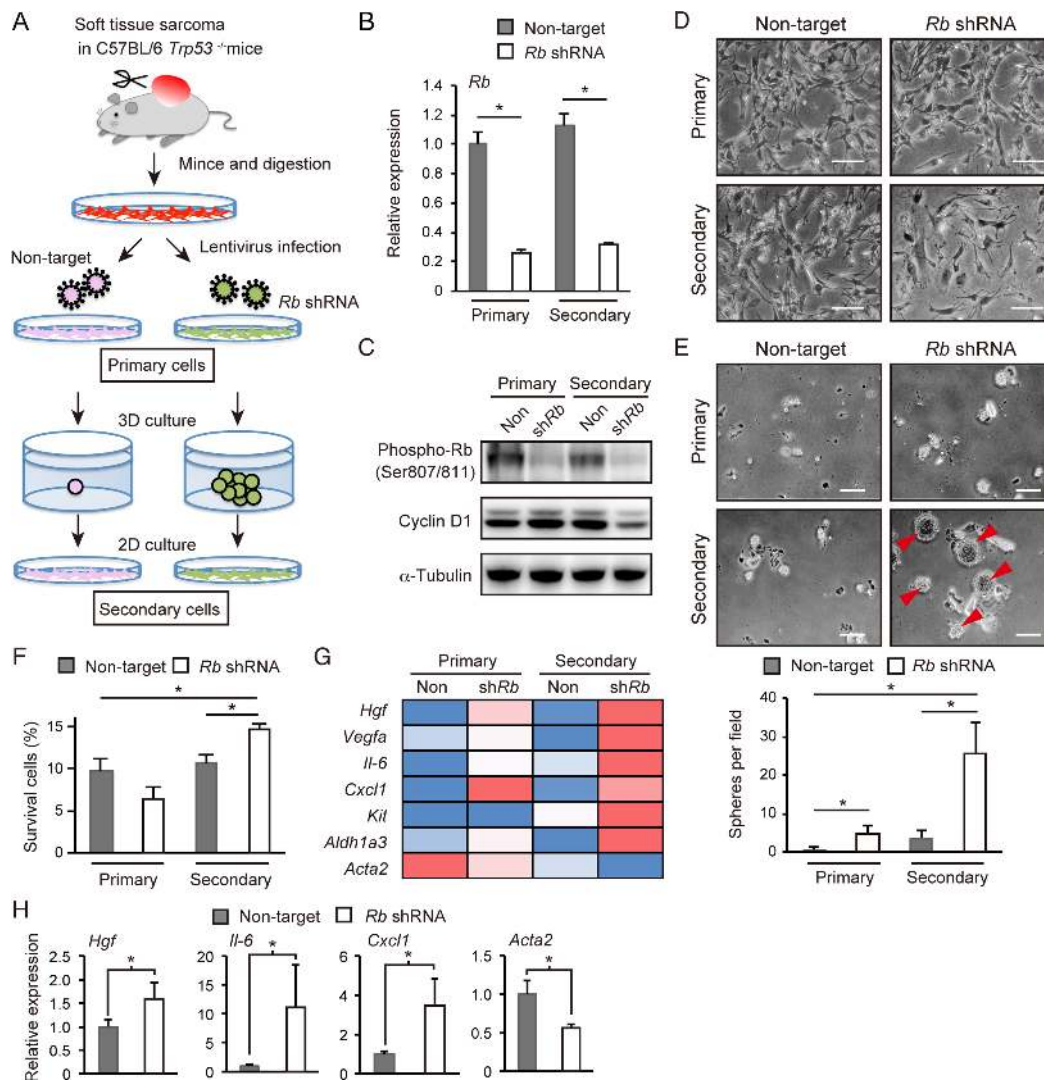 A
Soft tissue sarcoma
in C57BL/6 Trp53 -/- mice
Mince and digestion
Lentivirus infection
Non-target
Rb shRNA
Primary cells
3D culture
2D culture
Secondary cells
B
Non-target
Rb shRNA
Rb
Relative expression
1.4
1.2
1.0
0.8
0.6
0.4
0.2
0
*
*
Primary
Secondary
C
Primary
Secondary
Non
shRb
Non
shRb
Phospho-Rb
(Ser807/811)
Cyclin D1
α-Tubulin
D
Non-target
Rb shRNA
Primary
Secondary
E
Non-target
Rb shRNA
Primary
Secondary
Non-target
Rb shRNA
Spheres per field
40
30
20
10
0
*
*
*
Primary
Secondary
F
Non-target
Rb shRNA
Survival cells (%)
15
10
5
0
*
*
Primary
Secondary
G
Primary
Secondary
Non
shRb
Non
shRb
Hgf
Vegfa
Il-6
Cxcl1
Kil
Aldh1a3
Acta2
H
Non-target
Rb shRNA
Relative expression
Hgf
2.5
2.0
1.5
1.0
0.5
0
*
Il-6
20
15
10
5
0
*
Cxcl1
6
4
2
0
*
Acta2
1.5
1.0
0.5
0
*